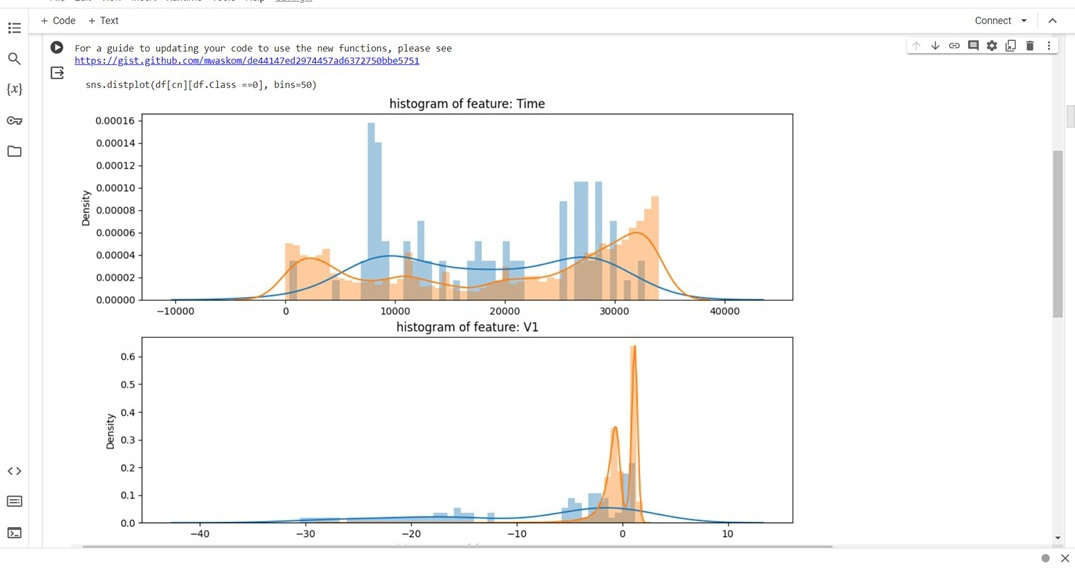 + Code + Text
Connect
For a guide to updating your code to use the new functions, please see
https://gist.github.com/mwaskom/de44147ed2974457ad6372750bbe5751
sns.distplot(df[cn][df.Class ==0], bins=50)
histogram of feature: Time
0.00016
0.00014
0.00012
0.00010
0.00008
0.00006
0.00004
0.00002
0.00000
Density
−10000 0 10000 20000 30000 40000
histogram of feature: V1
0.6
0.5
0.4
0.3
0.2
0.1
0.0
Density
−40 −30 −20 −10 0 10